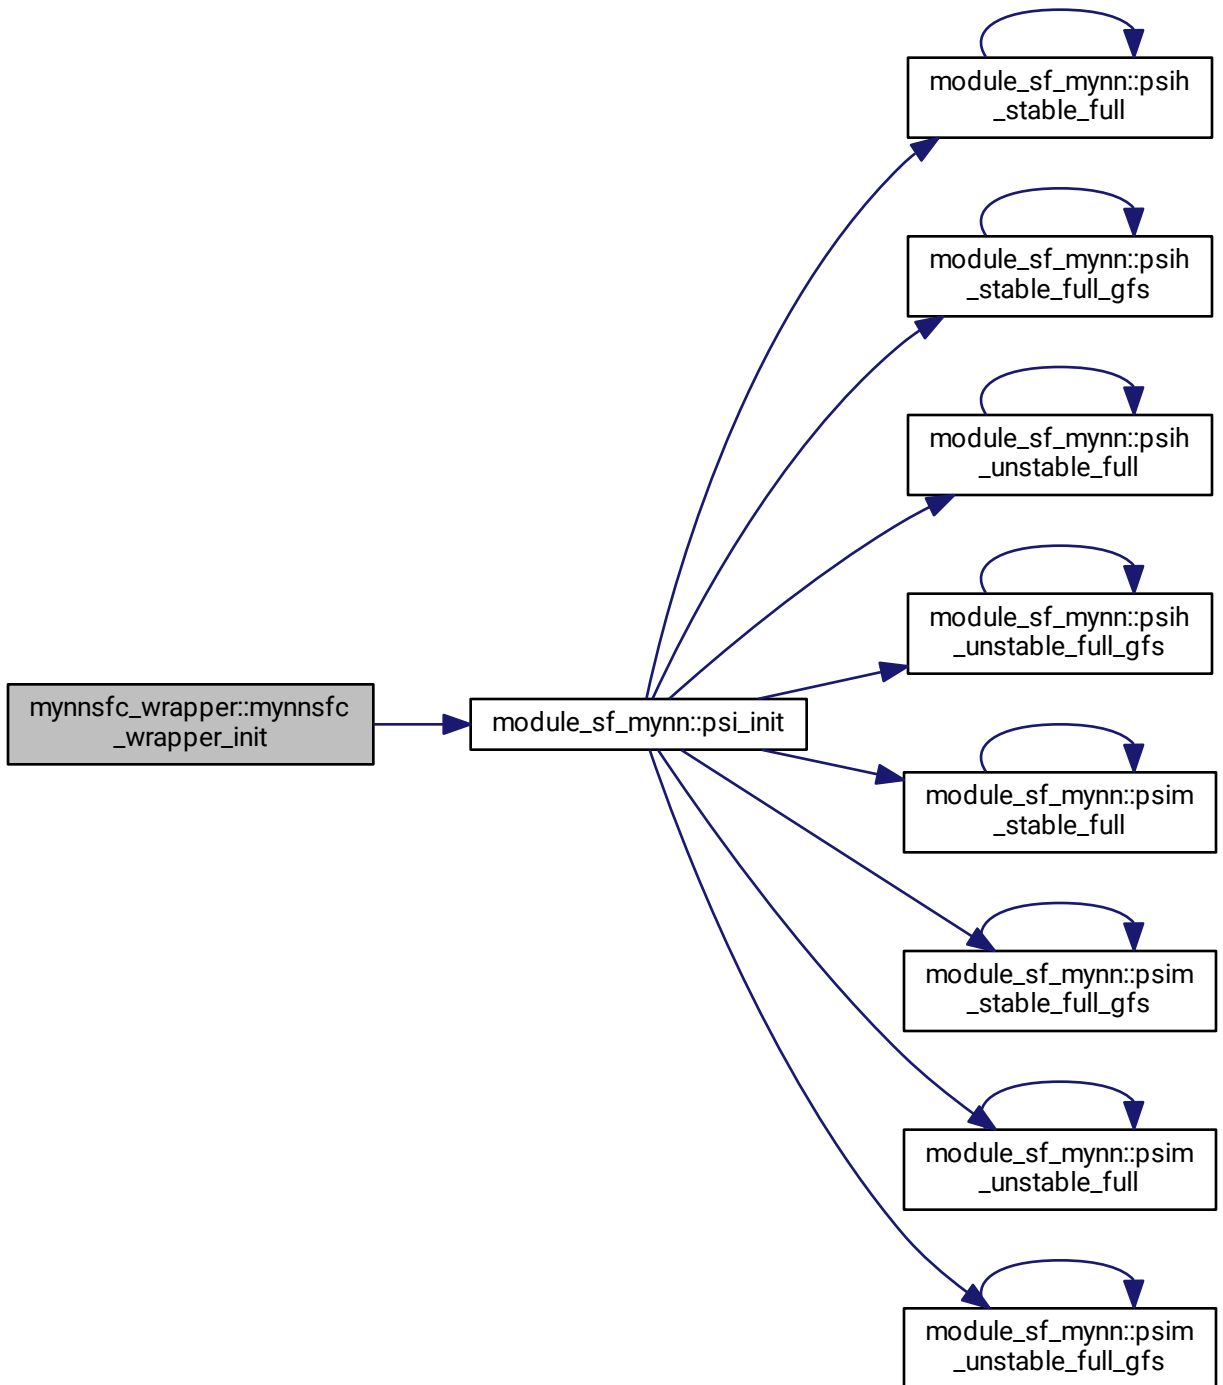 module_sf_mynn::psih
_stable_full
module_sf_mynn::psih
_stable_full_gfs
module_sf_mynn::psih
_unstable_full
module_sf_mynn::psih
_unstable_full_gfs
mynnsfc_wrapper::mynnsfc
_wrapper_init
module_sf_mynn::psi_init
module_sf_mynn::psim
_stable_full
module_sf_mynn::psim
_stable_full_gfs
module_sf_mynn::psim
_unstable_full
module_sf_mynn::psim
_unstable_full_gfs